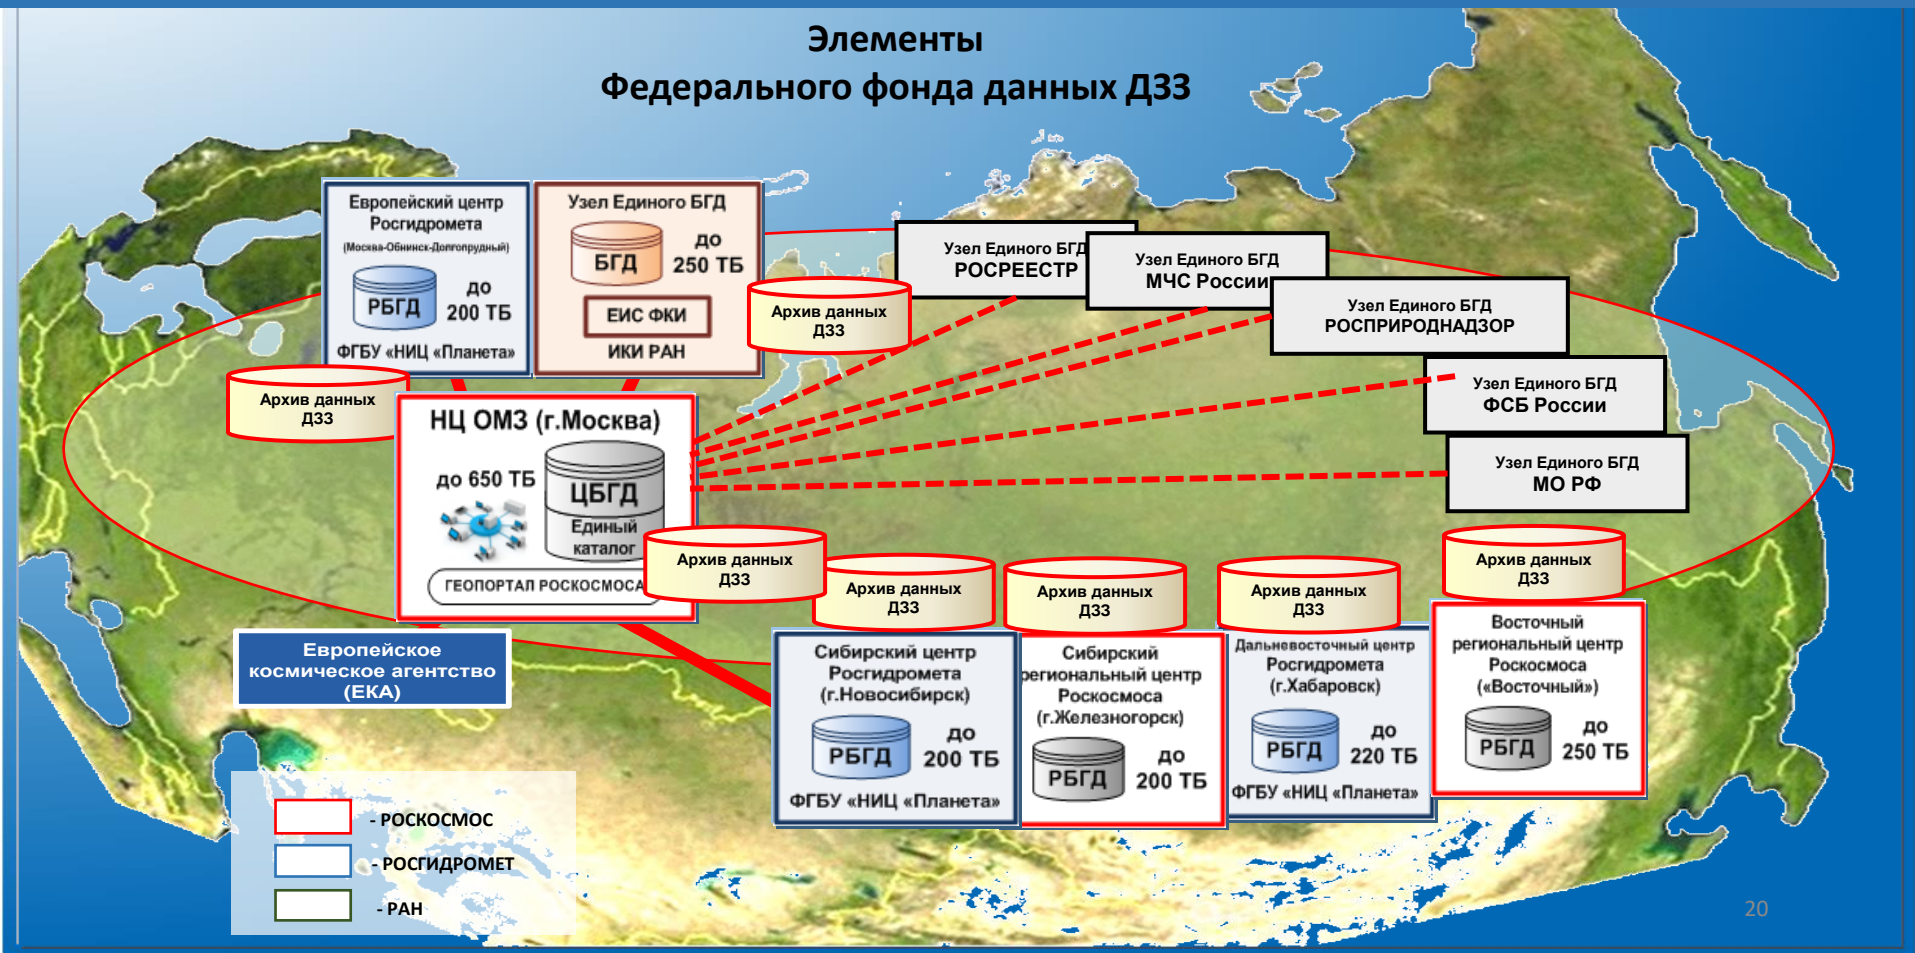 Элементы
Федерального фонда данных ДЗЗ
Европейский центр
Росгидромета
(Москва-Обнинск-Долгопрудный)
РБГД
до
200 ТБ
ФГБУ «НИЦ «Планета»
Узел Единого БГД
БГД
до
250 ТБ
ЕИС ФКИ
ИКИ РАН
Архив данных
ДЗЗ
Узел Единого БГД
РОСРЕЕСТР
Узел Единого БГД
МЧС России
Узел Единого БГД
РОСПРИРОДНАДЗОР
Узел Единого БГД
ФСБ России
Узел Единого БГД
МО РФ
Архив данных
ДЗЗ
НЦ ОМЗ (г.Москва)
до 650 ТБ
ЦБГД
Единый
каталог
ГЕОПОРТАЛ РОСКОСМОСА
Архив данных
ДЗЗ
Архив данных
ДЗЗ
Архив данных
ДЗЗ
Архив данных
ДЗЗ
Архив данных
ДЗЗ
Европейское
космическое агентство
(ЕКА)
Сибирский центр
Росгидромета
(г.Новосибирск)
РБГД
до
200 ТБ
ФГБУ «НИЦ «Планета»
Сибирский
региональный центр
Роскосмоса
(г.Железногорск)
РБГД
до
200 ТБ
Дальневосточный центр
Росгидромета
(г.Хабаровск)
РБГД
до
220 ТБ
ФГБУ «НИЦ «Планета»
Восточный
региональный центр
Роскосмоса
(«Восточный»)
РБГД
до
250 ТБ
- РОСКОСМОС
- РОСГИДРОМЕТ
- РАН
20